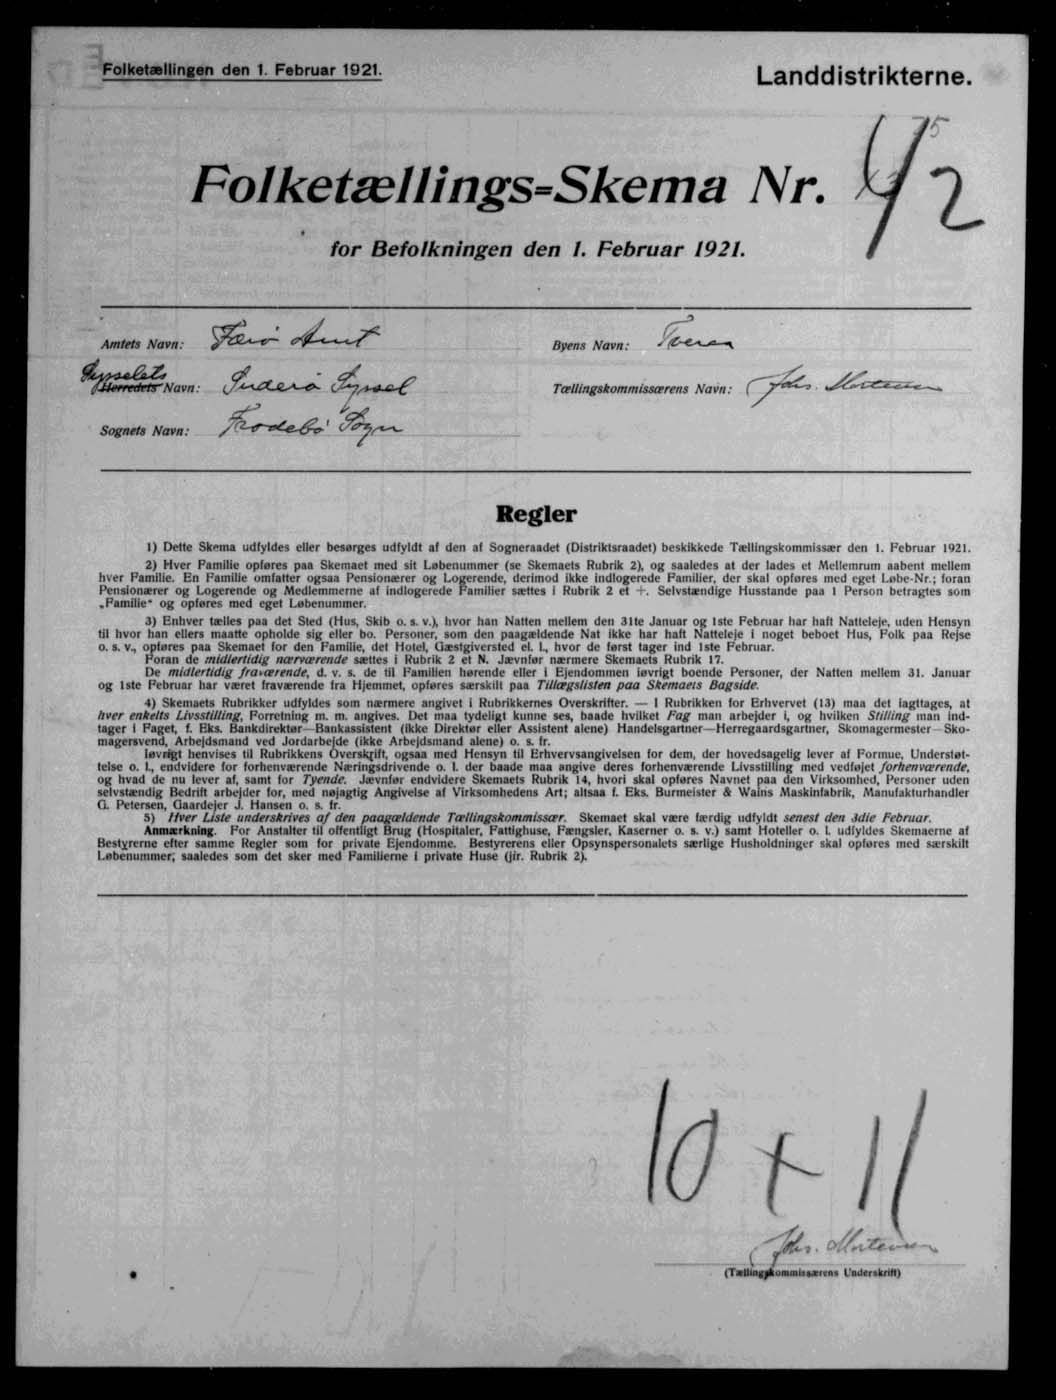 Folketællingen den 1. Februar 1921.
Landdistrikterne.
Folketællings=Skema Nr. 42
for Befolkningen den 1. Februar 1921.
Amtets Navn: Færø Amt
Byens Navn: Tveraa
Sysselets
Herredets Navn: Suderø Syssel
Tællingskommissærens Navn: Johs. Mortensen
Sognets Navn: Frodebø Sogn
Regler
1) Dette Skema udfyldes eller besørges udfyldt af den af Sogneraadet (Distriktsraadet) beskikkede Tællingskommissær den 1. Februar 1921.
2) Hver Familie opføres paa Skemaet med sit Løbenummer (se Skemaets Rubrik 2), og saaledes at der lades et Mellemrum aabent mellem
hver Familie. En Familie omfatter ogsaa Pensionærer og Logerende, derimod ikke indlogerede Familier, der skal opføres med eget Løbe-Nr.; foran
Pensionærer og Logerende og Medlemmerne af indlogerede Familier sættes i Rubrik 2 et +. Selvstændige Husstande paa 1 Person betragtes som
„Familie" og opføres med eget Løbenummer.
3) Enhver tælles paa det Sted (Hus, Skib o. s. v.), hvor han Natten mellem den 31te Januar og 1ste Februar har haft Natteleje, uden Hensyn
til hvor han ellers maatte opholde sig eller bo. Personer, som den paagældende Nat ikke har haft Natteleje i noget beboet Hus, Folk paa Rejse
o. s. v., opføres paa Skemaet for den Familie, det Hotel, Gæstgiversted el. l., hvor de først tager ind 1ste Februar.
Foran de midlertidig nærværende sættes i Rubrik 2 et N. Jævnfør nærmere Skemaets Rubrik 17.
De midlertidig fraværende, d. v. s. de til Familien hørende eller i Ejendommen iøvrigt boende Personer, der Natten mellem 31. Januar
og 1ste Februar har været fraværende fra Hjemmet, opføres særskilt paa Tillægslisten paa Skemaets Bagside.
4) Skemaets Rubrikker udfyldes som nærmere angivet i Rubrikkernes Overskrifter. — I Rubrikken for Erhvervet (13) maa det iagttages, at
hver enkelts Livsstilling, Forretning m. m. angives. Det maa tydeligt kunne ses, baade hvilket Fag man arbejder i, og hvilken Stilling man ind-
tager i Faget, f. Eks. Bankdirektør—Bankassistent (ikke Direktør eller Assistent alene) Handelsgartner—Herregaardsgartner, Skomagermester—Sko-
magersvend, Arbejdsmand ved Jordarbejde (ikke Arbejdsmand alene) o. s. fr.
Iøvrigt henvises til Rubrikkens Overskrift, ogsaa med Hensyn til Erhvervsangivelsen for dem, der hovedsagelig lever af Formue, Understøt-
telse o. l., endvidere for forhenværende Næringsdrivende o. l. der baade maa angive deres forhenværende Livsstilling med vedføjet forhenværende,
og hvad de nu lever af, samt for Tyende. Jævnfør endvidere Skemaets Rubrik 14, hvori skal opføres Navnet paa den Virksomhed, Personer uden
selvstændig Bedrift arbejder for, med nøjagtig Angivelse af Virksomhedens Art; altsaa f. Eks. Burmeister & Wains Maskinfabrik, Manufakturhandler
G. Petersen, Gaardejer J. Hansen o. s. fr.
5) Hver Liste underskrives af den paagældende Tællingskommissær. Skemaet skal være færdig udfyldt senest den 3die Februar.
Anmærkning. For Anstalter til offentligt Brug (Hospitaler, Fattighuse, Fængsler, Kaserner o. s. v.) samt Hoteller o. l. udfyldes Skemaerne af
Bestyrerne efter samme Regler som for private Ejendomme. Bestyrerens eller Opsynspersonalets særlige Husholdninger skal opføres med særskilt
Løbenummer; saaledes som det sker med Familierne i private Huse (jfr. Rubrik 2).
10 + 11
Johs. Mortensen
(Tællingskommissærens Underskrift)